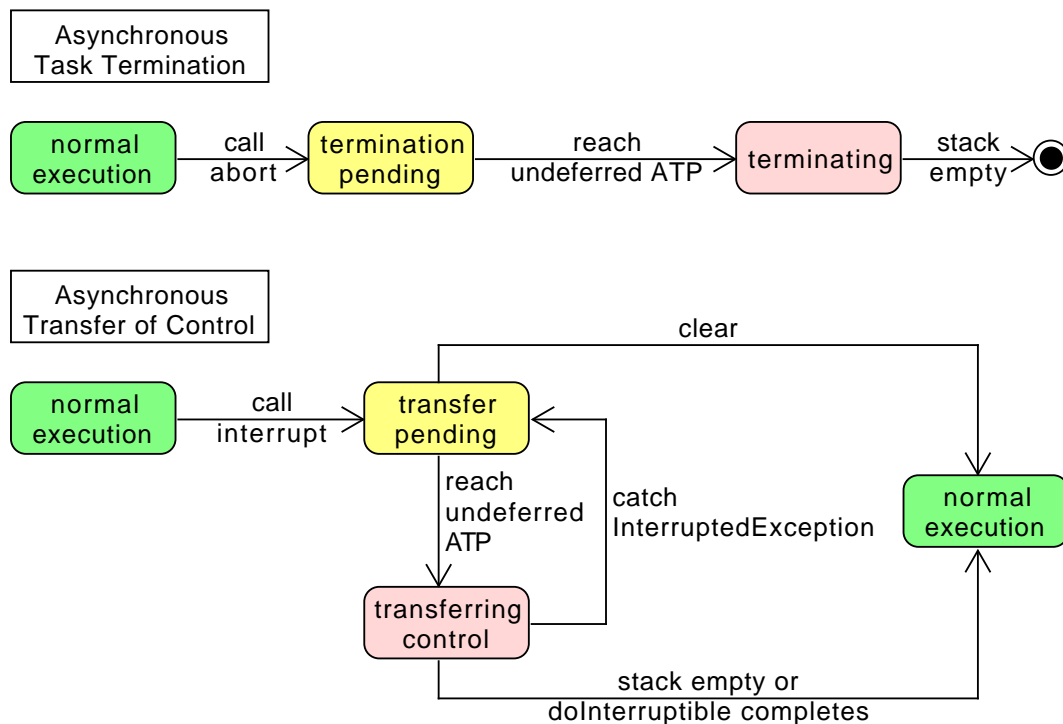 Asynchronous
Task Termination
normal
execution
call
abort
termination
pending
reach
undeferred ATP
terminating
stack
empty
Asynchronous
Transfer of Control
clear
normal
execution
call
interrupt
transfer
pending
reach
undeferred
ATP
catch
InterruptedException
normal
execution
transferring
control
stack empty or
doInterruptible completes